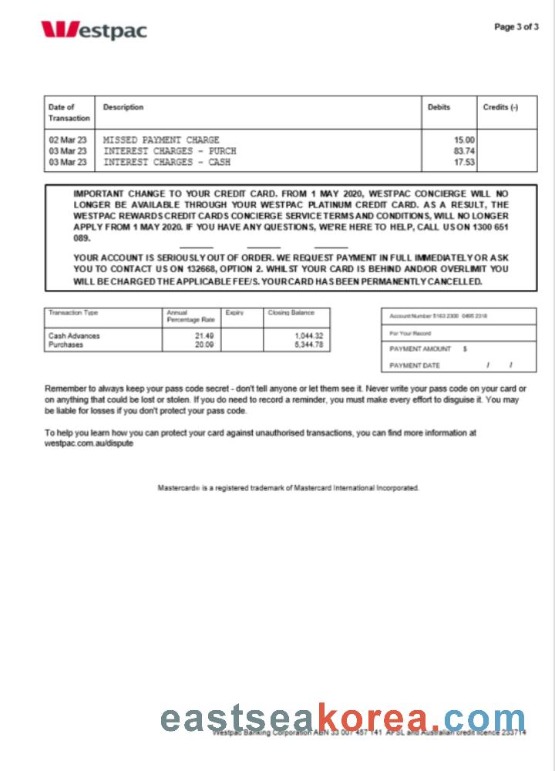 Westpac
Page 3 of 3
Date of Transaction Description Debits Credits (-)
02 Mar 23 MISSED PAYMENT CHARGE 15.00
03 Mar 23 INTEREST CHARGES - PURCH 83.74
03 Mar 23 INTEREST CHARGES - CASH 17.53
IMPORTANT CHANGE TO YOUR CREDIT CARD. FROM 1 MAY 2020, WESTPAC CONCIERGE WILL NO
LONGER BE AVAILABLE THROUGH YOUR WESTPAC PLATINUM CREDIT CARD. AS A RESULT, THE
WESTPAC REWARDS CREDIT CARDS CONCIERGE SERVICE TERMS AND CONDITIONS, WILL NO LONGER
APPLY FROM 1 MAY 2020. IF YOU HAVE ANY QUESTIONS, WE'RE HERE TO HELP, CALL US ON 1300 651
089.
YOUR ACCOUNT IS SERIOUSLY OUT OF ORDER. WE REQUEST PAYMENT IN FULL IMMEDIATELY OR ASK
YOU TO CONTACT US ON 132668, OPTION 2. WHILST YOUR CARD IS BEHIND AND/OR OVERLIMIT YOU
WILL BE CHARGED THE APPLICABLE FEE/S. YOUR CARD HAS BEEN PERMANENTLY CANCELLED.
Transaction Type Annual Percentage Rate Expiry Closing Balance
Cash Advances 21.49 1,044.32
Purchases 20.09 5,344.78
Account Number 5163 2300
For Your Record
PAYMENT AMOUNT $
PAYMENT DATE / /
Remember to always keep your pass code secret - don't tell anyone or let them see it. Never write your pass code on your card or
on anything that could be lost or stolen. If you do need to record a reminder, you must make every effort to disguise it. You may
be liable for losses if you don't protect your pass code.
To help you learn how you can protect your card against unauthorised transactions, you can find more information at
westpac.com.au/dispute
Mastercard® is a registered trademark of Mastercard International Incorporated.
eastseakorea.com
Westpac Banking Corporation ABN 33 007 457 141 AFSL and Australian credit licence 233714